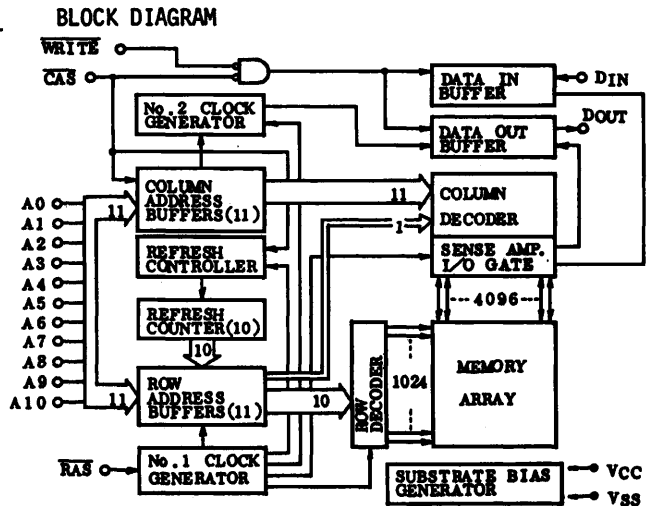 BLOCK DIAGRAM
WRITE
CAS
No.2 CLOCK
GENERATOR
DATA IN
BUFFER
DIN
DATA OUT
BUFFER
DOUT
A0
A1
A2
A3
A4
A5
A6
A7
A8
A9
A10
11
COLUMN
ADDRESS
BUFFERS(11)
11
COLUMN
DECODER
1
REFRESH
CONTROLLER
SENSE AMP.
I/O GATE
REFRESH
COUNTER(10)
4096
10
11
ROW
ADDRESS
BUFFERS(11)
10
ROW DECODER
1024
MEMORY
ARRAY
RAS
No.1 CLOCK
GENERATOR
SUBSTRATE BIAS
GENERATOR
VCC
VSS